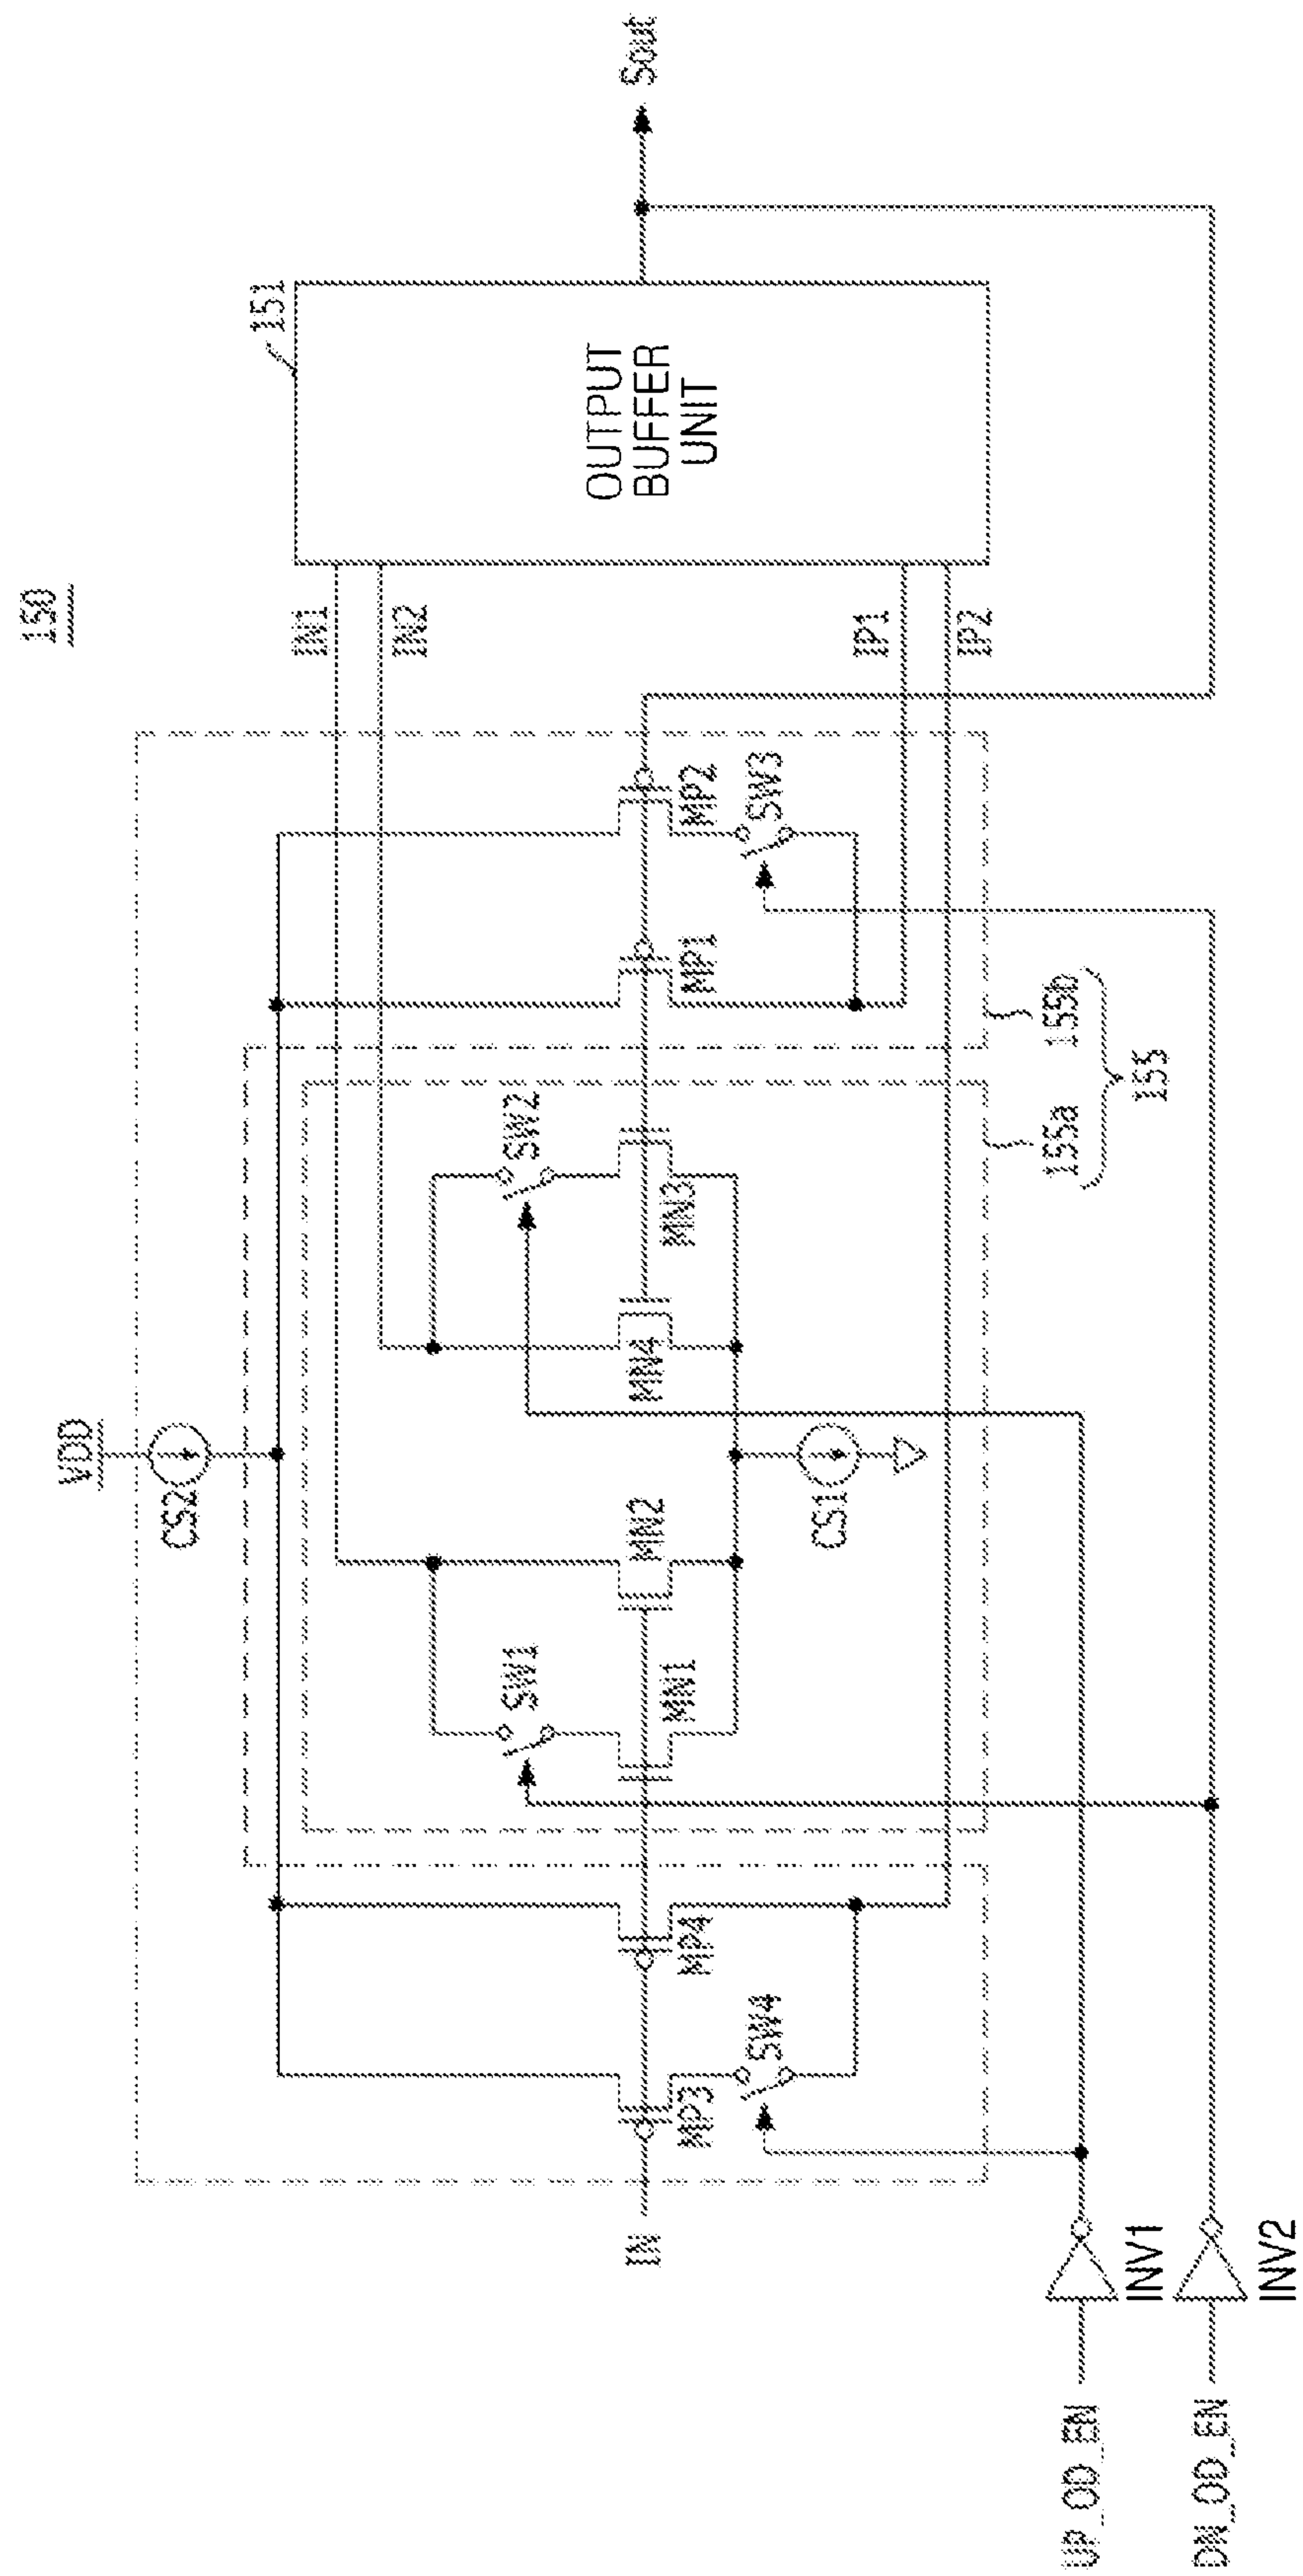 150
VDD
CS2
IN1
IN2
151
OUTPUT
BUFFER
UNIT
Sout
SW1
SW2
MN2
MN4
MN1
MN3
MP4
MP3
MP1
MP2
SW4
SW3
CS1
IP1
IP2
IN
155a
155b
155
UP_OD_EN
INV1
DN_OD_EN
INV2